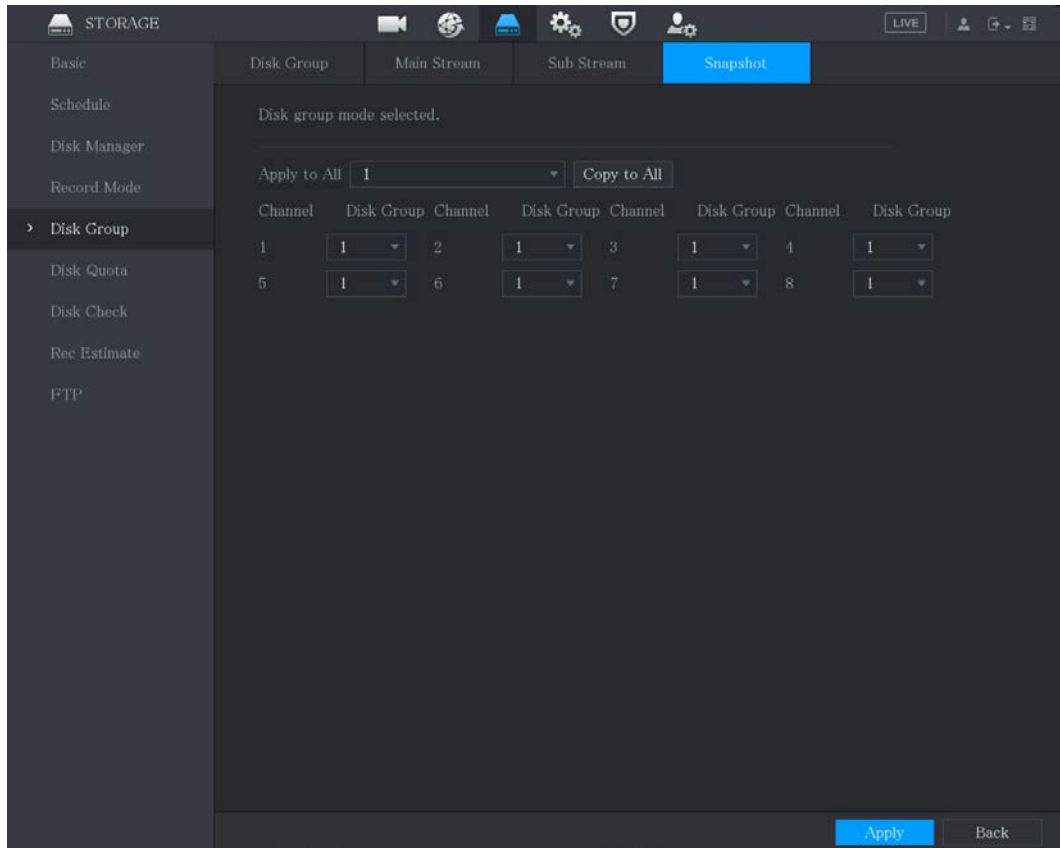 STORAGE LIVE
Basic
Schedule
Disk Manager
Record Mode
Disk Group
Disk Quota
Disk Check
Rec Estimate
FTP
Disk Group Main Stream Sub Stream Snapshot
Disk group mode selected.
Apply to All 1 Copy to All
Channel Disk Group Channel Disk Group Channel Disk Group Channel Disk Group
1 1 2 1 3 1 4 1
5 1 6 1 7 1 8 1
Apply Back